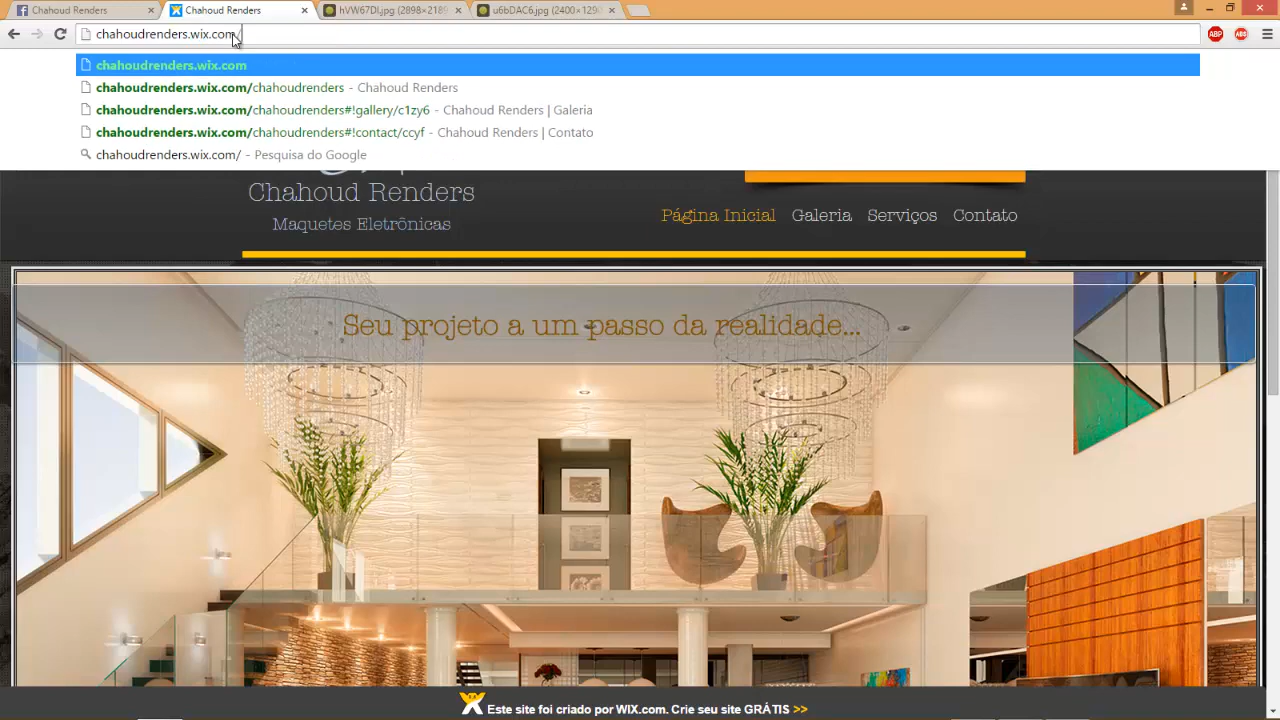 Chahoud Renders
Chahoud Renders
hVW67DI.jpg (2898×2189
u6bDAC6.jpg (2400×129
chahoudrenders.wix.com/
ABP
chahoudrenders.wix.com
chahoudrenders.wix.com/chahoudrenders - Chahoud Renders
chahoudrenders.wix.com/chahoudrenders#!gallery/c1zy6 - Chahoud Renders | Galeria
chahoudrenders.wix.com/chahoudrenders#!contact/ccyf - Chahoud Renders | Contato
chahoudrenders.wix.com/ - Pesquisa do Google
Chahoud Renders
Maquetes Eletrônicas
Página Inicial Galeria Serviços Contato
Seu projeto a um passo da realidade...
Este site foi criado por WIX.com. Crie seu site GRÁTIS >>